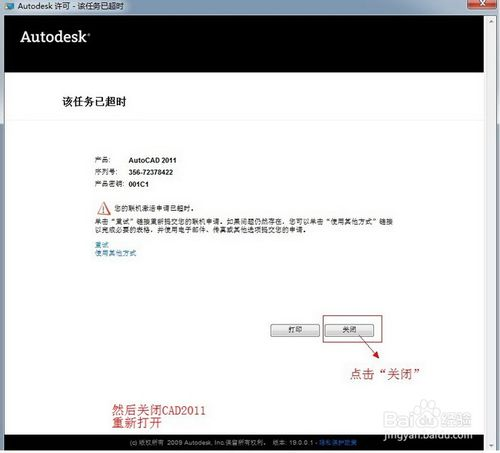 Autodesk 许可 - 该任务已超时
Autodesk®
该任务已超时
产品: AutoCAD 2011
序列号: 356-72378422
产品密钥: 001C1
您的联机激活申请已超时。
单击“重试”链接重新提交您的联机申请。如果问题仍然存在，您可以单击“使用其他方式”链接
以完成必要的表格，并使用电子邮件、传真或其他选项提交您的申请。
重试
使用其他方式
打印 关闭
点击“关闭”
然后关闭CAD2011
重新打开
(c) 版权所有 2009 Autodesk, Inc.保留所有权利。 版本: 19.0.0.1 - 隐私保护政策
Baidu 经验
jingyan.baidu.com